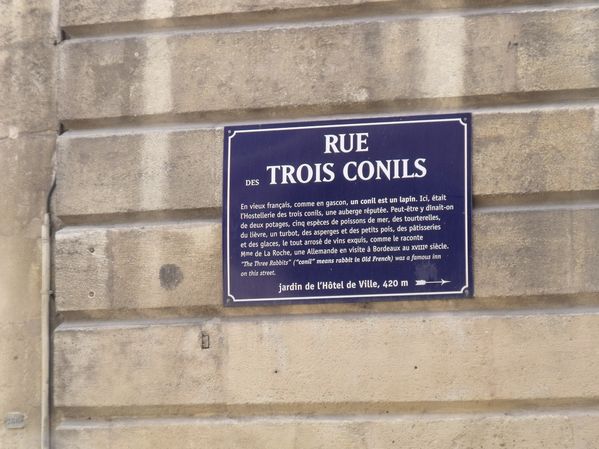 RUE
DES TROIS CONILS
En vieux français, comme en gascon, un conil est un lapin. Ici, était
l'Hostellerie des trois conils, une auberge réputée. Peut-être y dînait-on
de deux potages, cinq espèces de poissons de mer, des tourterelles,
du lièvre, un turbot, des asperges et des petits pois, des pâtisseries
et des glaces, le tout arrosé de vins exquis, comme le raconte
Mme de La Roche, une Allemande en visite à Bordeaux au XVIIIe siècle.
"The Three Rabbits" ("conil" means rabbit in Old French) was a famous inn
on this street.
jardin de l'Hôtel de Ville, 420 m